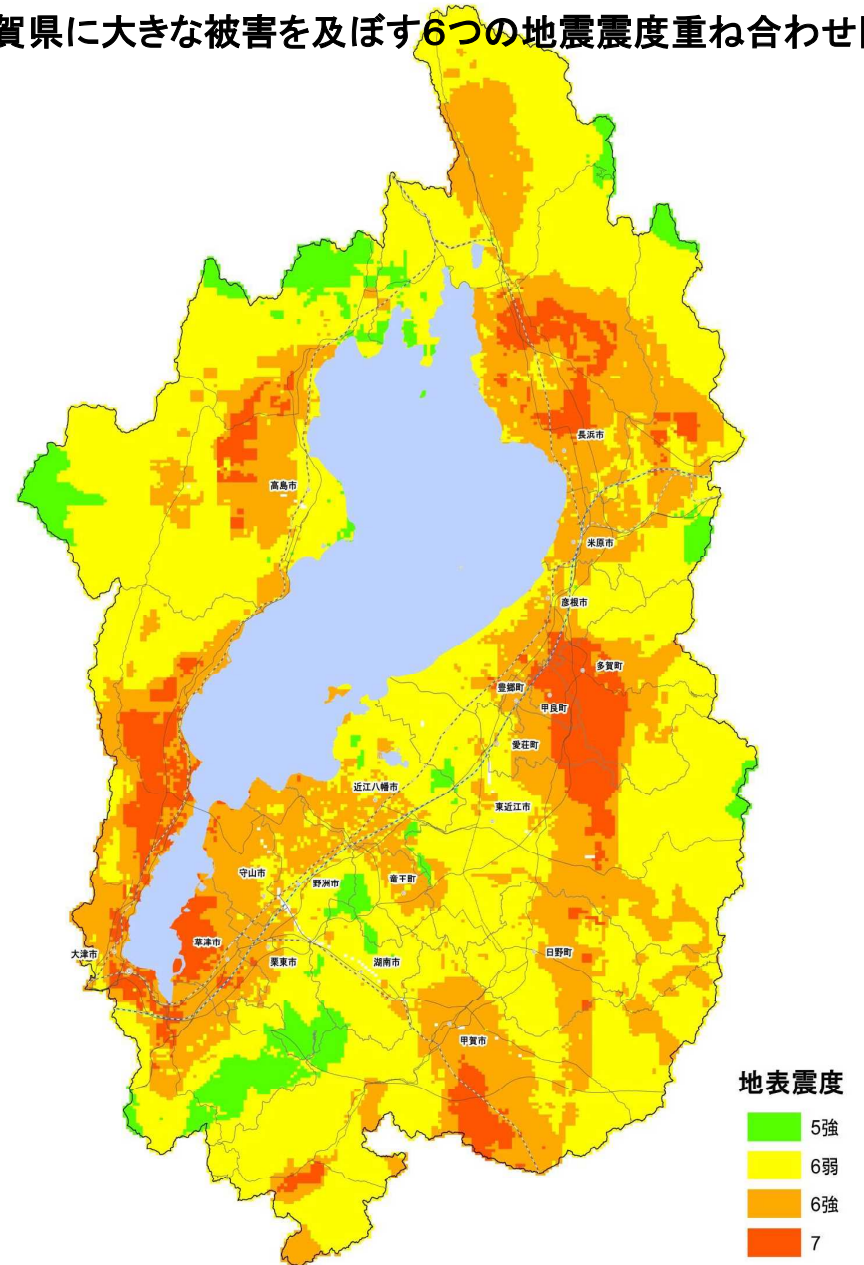 賀県に大きな被害を及ぼす6つの地震震度重ね合わせ
長浜市
高島市
米原市
彦根市
多賀町
豊郷町
甲良町
愛荘町
近江八幡市
東近江市
守山市
野洲市
竜王町
大津市
草津市
栗東市
湖南市
日野町
甲賀市
地表震度
5強
6弱
6強
7